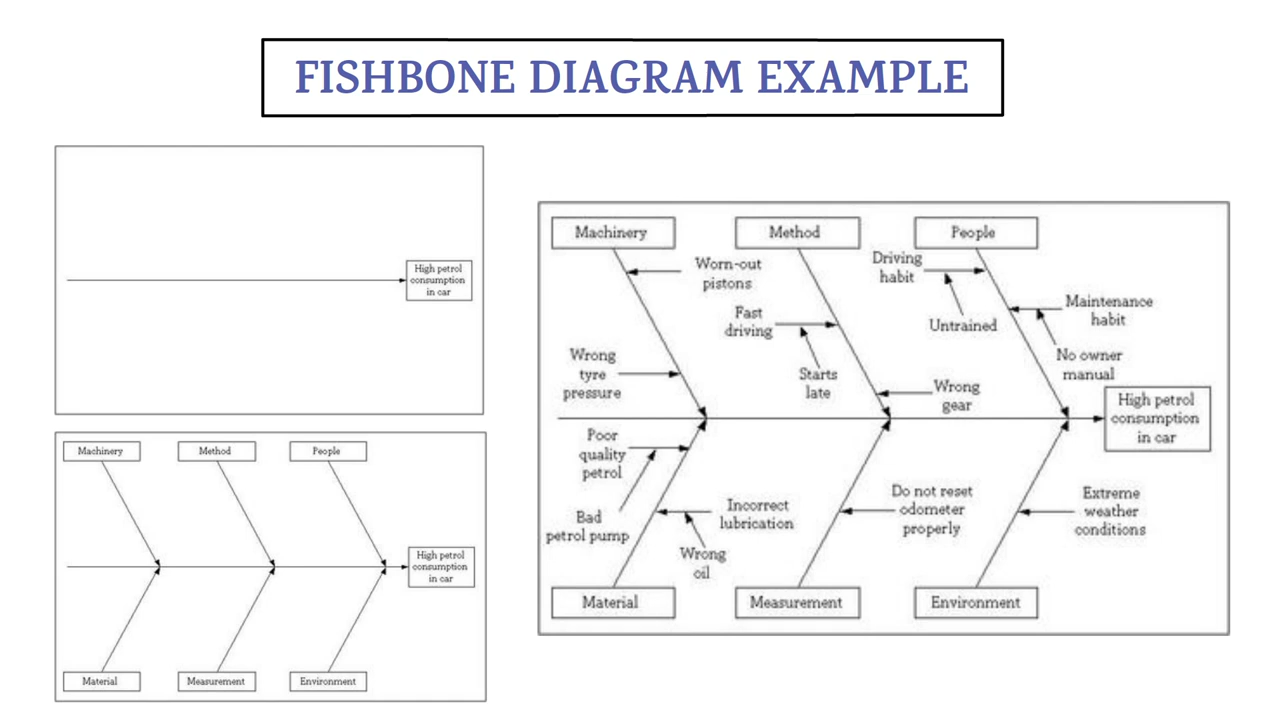 FISHBONE DIAGRAM EXAMPLE
High petrol
consumption
in car
Machinery
Method
People
High petrol
consumption
in car
Material
Measurement
Environment
Machinery
Method
People
Worn-out
pistons
Driving
habit
Fast
driving
Untrained
Maintenance
habit
Wrong
tyre
pressure
Starts
late
No owner
manual
Wrong
gear
High petrol
consumption
in car
Poor
quality
petrol
Bad
petrol pump
Incorrect
lubrication
Wrong
oil
Do not reset
odometer
properly
Extreme
weather
conditions
Material
Measurement
Environment